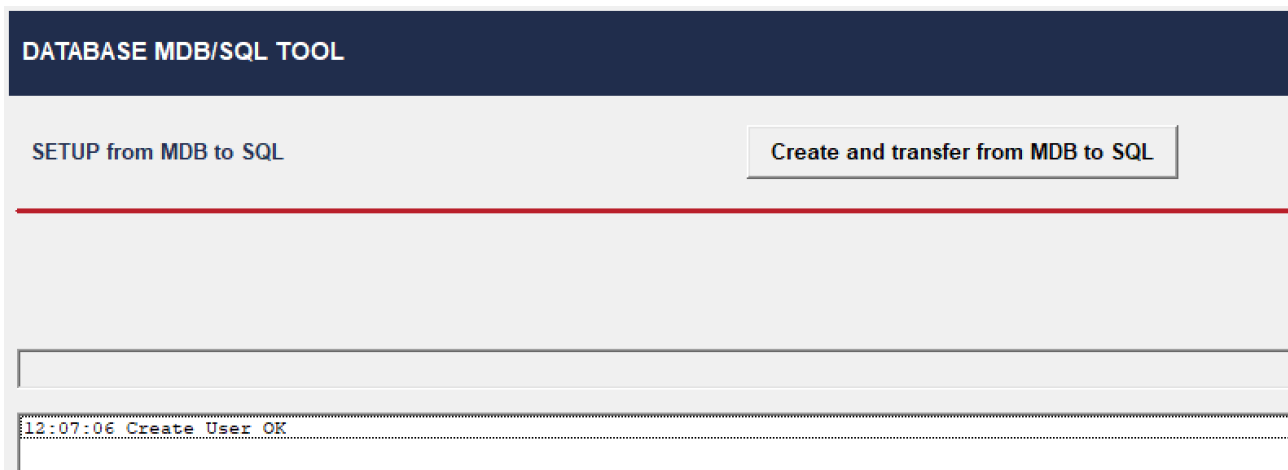 DATABASE MDB/SQL TOOL
SETUP from MDB to SQL
Create and transfer from MDB to SQL
12:07:06 Create User OK